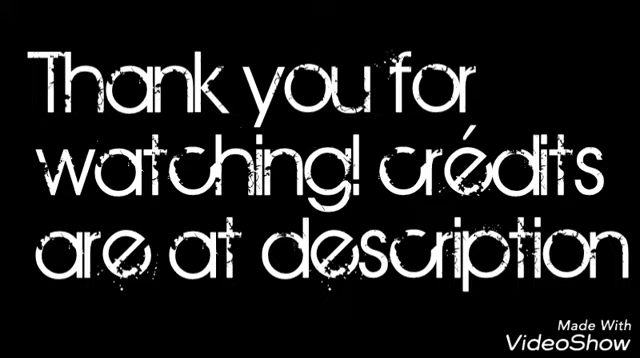 Thank you for
watching! crédits
are at description
Made With
VideoShow